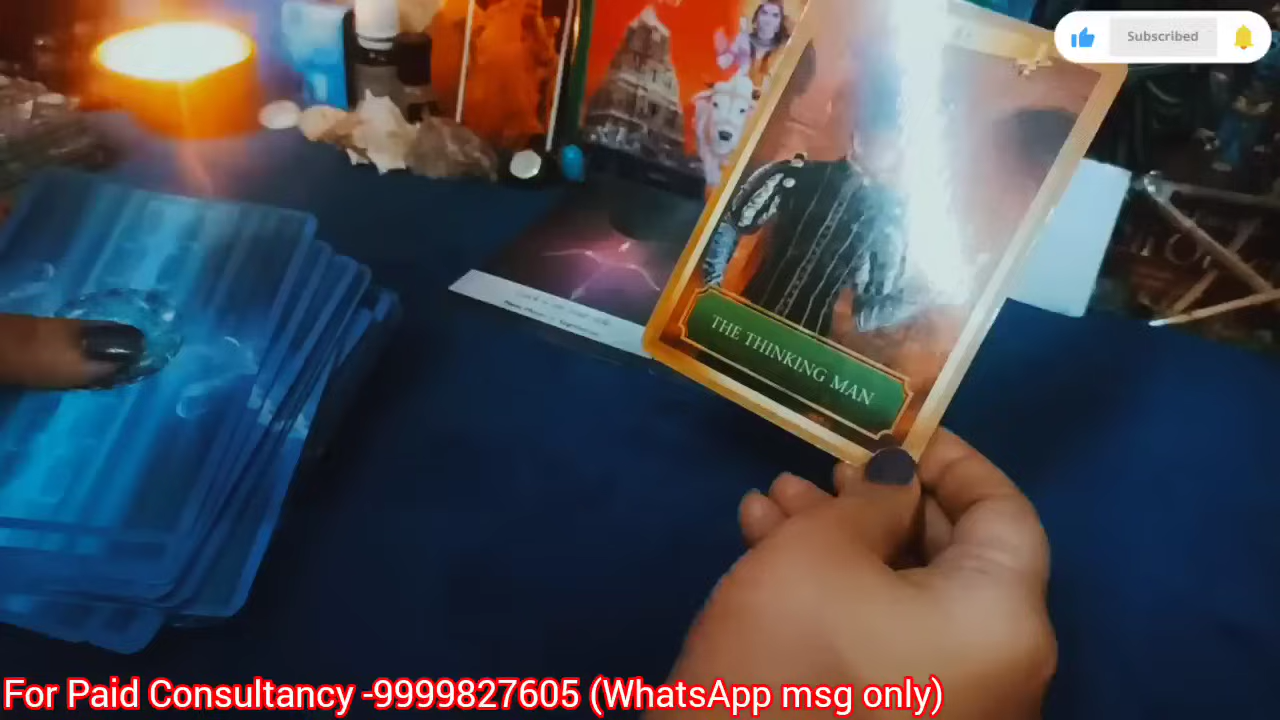 Subscribed
THE THINKING MAN
For Paid Consultancy -9999827605 (WhatsApp msg only)